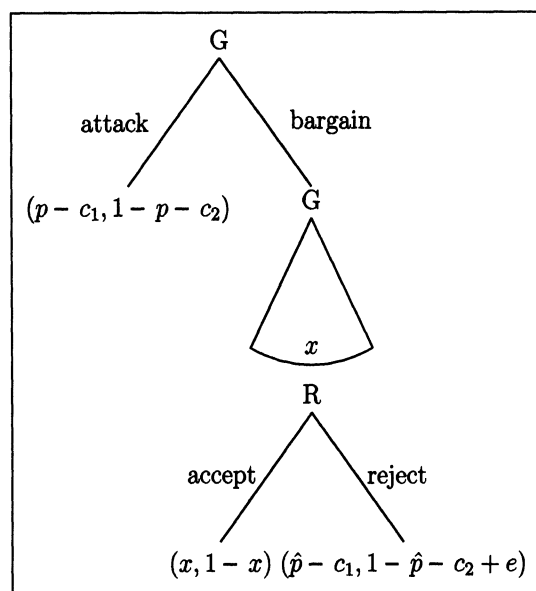 G
attack bargain
(p − c₁, 1 − p − c₂)
G
x
R
accept reject
(x, 1 − x) (p̂ − c₁, 1 − p̂ − c₂ + e)